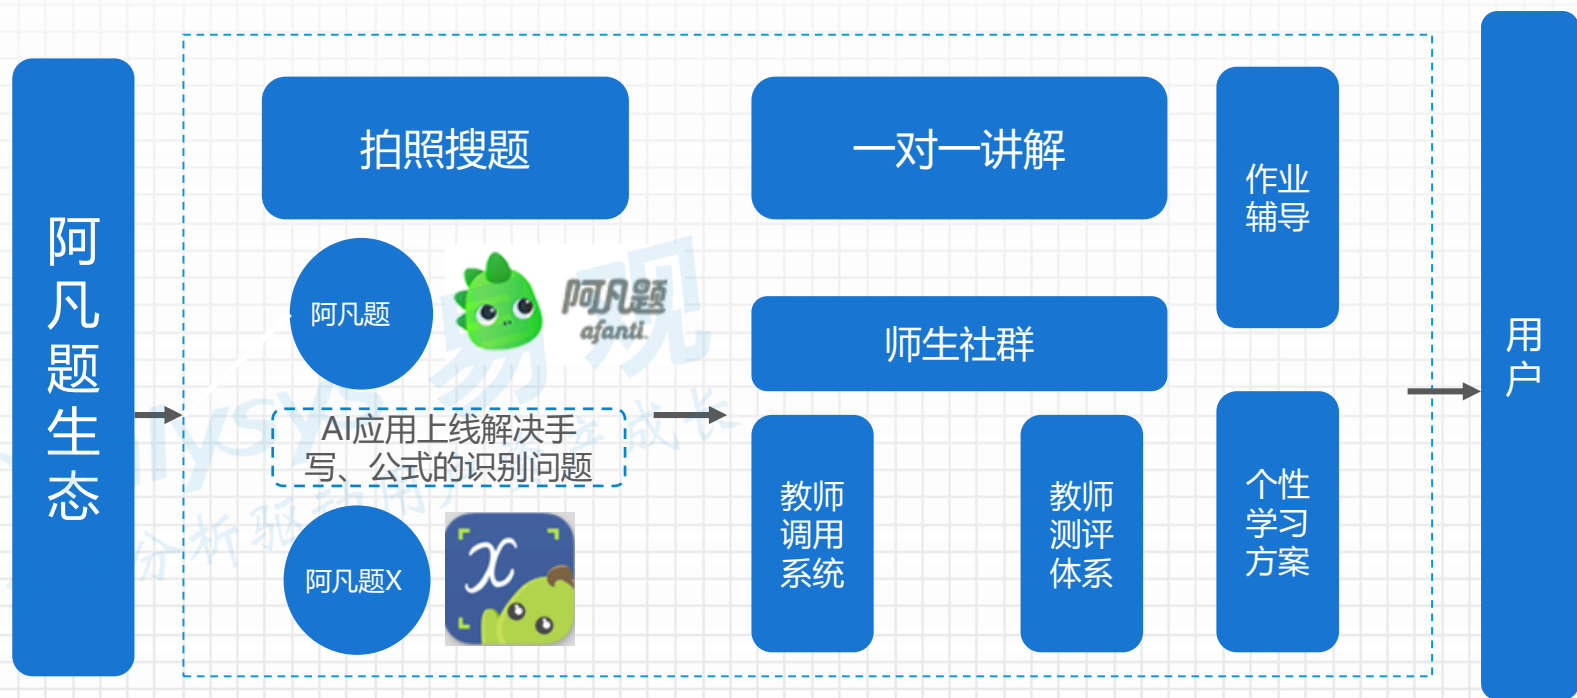 阿
凡
题
生
态
拍照搜题
阿凡题
阿凡题
afanti
AI应用上线解决手
写、公式的识别问题
阿凡题X
x
一对一讲解
师生社群
教师
调用
系统
教师
测评
体系
作业
辅导
个性
学习
方案
用
户
易观